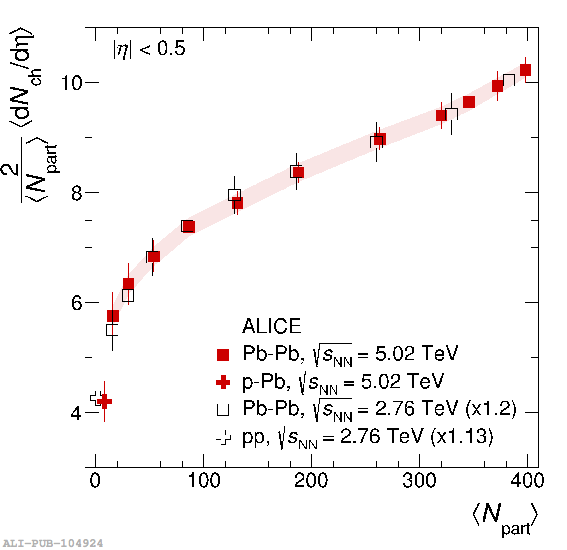 |η| < 0.5
2/⟨N_part⟩ ⟨dN_ch/dη⟩
10
8
6
4
ALICE
Pb-Pb, √s_NN = 5.02 TeV
p-Pb, √s_NN = 5.02 TeV
Pb-Pb, √s_NN = 2.76 TeV (x1.2)
pp, √s_NN = 2.76 TeV (x1.13)
0 100 200 300 400
⟨N_part⟩
ALI-PUB-104924